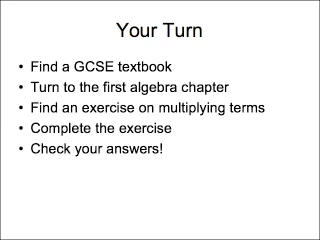 Your Turn
• Find a GCSE textbook
• Turn to the first algebra chapter
• Find an exercise on multiplying terms
• Complete the exercise
• Check your answers!